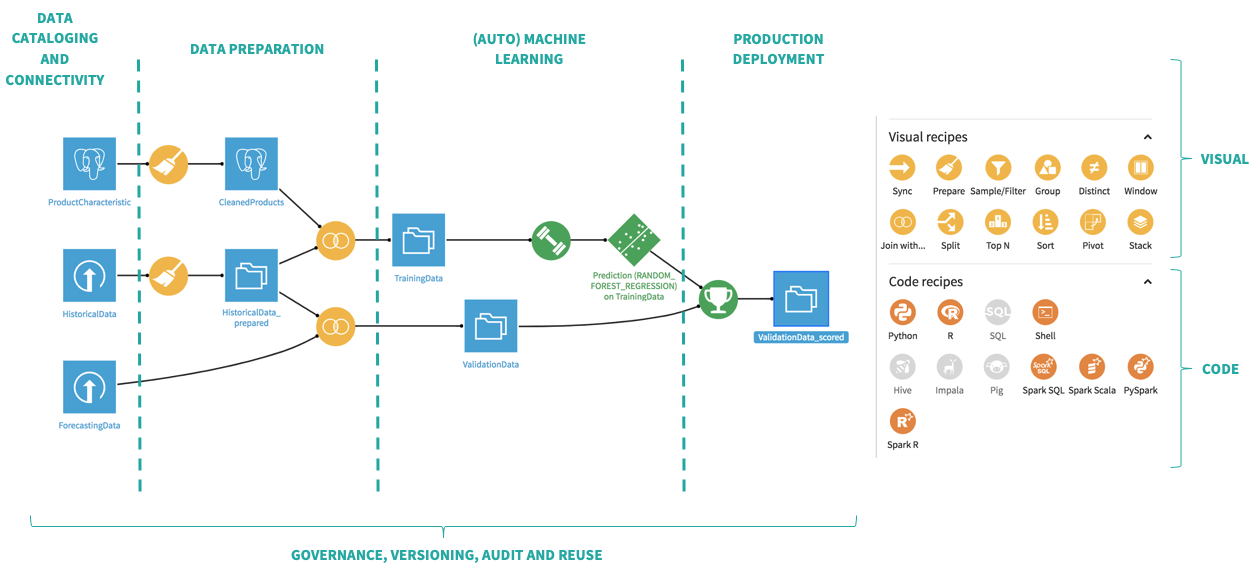 DATA
CATALOGING
AND
CONNECTIVITY
DATA PREPARATION
(AUTO) MACHINE
LEARNING
PRODUCTION
DEPLOYMENT
ProductCharacteristic
CleanedProducts
HistoricalData
HistoricalData_
prepared
ForecastingData
TrainingData
ValidationData
Prediction (RANDOM_
FOREST_REGRESSION)
on TrainingData
ValidationData_scored
GOVERNANCE, VERSIONING, AUDIT AND REUSE
Visual recipes
Sync
Prepare
Sample/Filter
Group
Distinct
Window
Join with...
Split
Top N
Sort
Pivot
Stack
Code recipes
R
SQL
Python
R
SQL
Shell
Spark
SQL
Hive
Impala
Pig
Spark SQL
Spark Scala
PySpark
R
Spark R
VISUAL
CODE